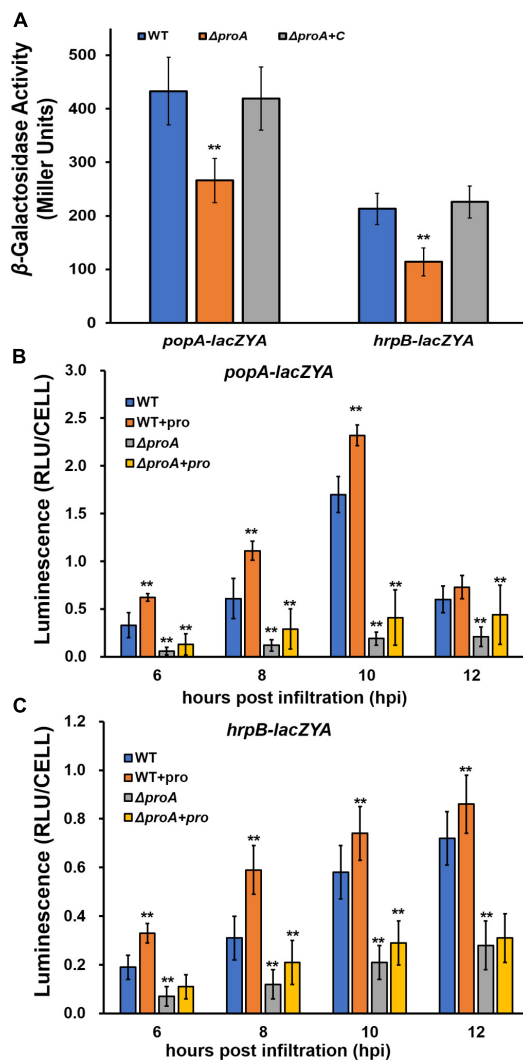 A
WT ΔproA ΔproA+C
β-Galactosidase Activity
(Miller Units)
500
400
300
200
100
0
**
**
popA-lacZYA hrpB-lacZYA
B
popA-lacZYA
WT
WT+pro
ΔproA
ΔproA+pro
Luminescence (RLU/CELL)
3.0
2.5
2.0
1.5
1.0
0.5
0.0
** ** **
** ** **
** ** **
** **
6 8 10 12
hours post infiltration (hpi)
C
hrpB-lacZYA
WT
WT+pro
ΔproA
ΔproA+pro
Luminescence (RLU/CELL)
1.2
1.0
0.8
0.6
0.4
0.2
0.0
** **
** ** **
** ** **
** **
6 8 10 12
hours post infiltration (hpi)